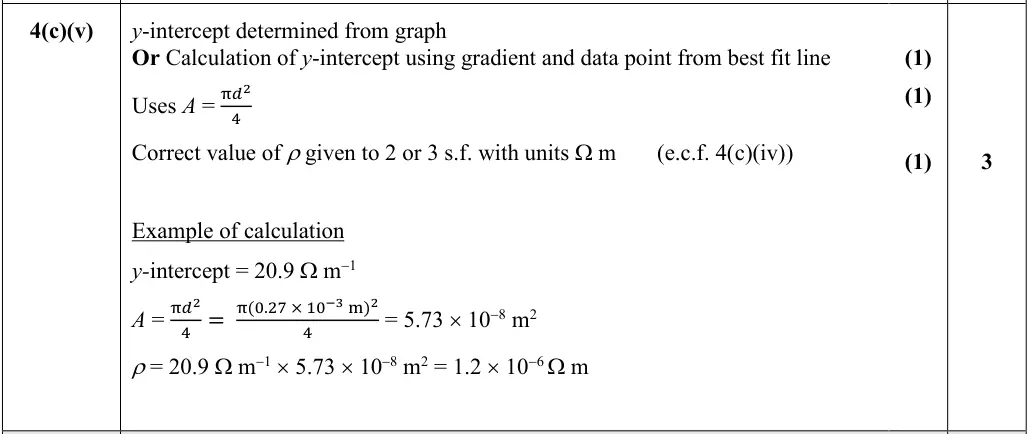 4(c)(v) y-intercept determined from graph
Or Calculation of y-intercept using gradient and data point from best fit line (1)
Uses A = πd²/4 (1)
Correct value of ρ given to 2 or 3 s.f. with units Ω m (e.c.f. 4(c)(iv)) (1) 3
Example of calculation
y-intercept = 20.9 Ω m⁻¹
A = πd²/4 = π(0.27 × 10⁻³ m)²/4 = 5.73 × 10⁻⁸ m²
ρ = 20.9 Ω m⁻¹ × 5.73 × 10⁻⁸ m² = 1.2 × 10⁻⁶ Ω m